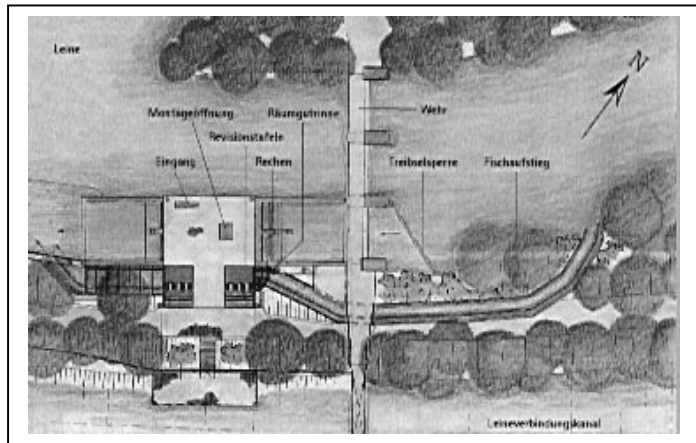 Leine
N
Montageöffnung
Räumgutrinne
Wehr
Revisionstafeln
Eingang
Rechen
Treibselsperre
Fischaufstieg
Leineverbindungskanal